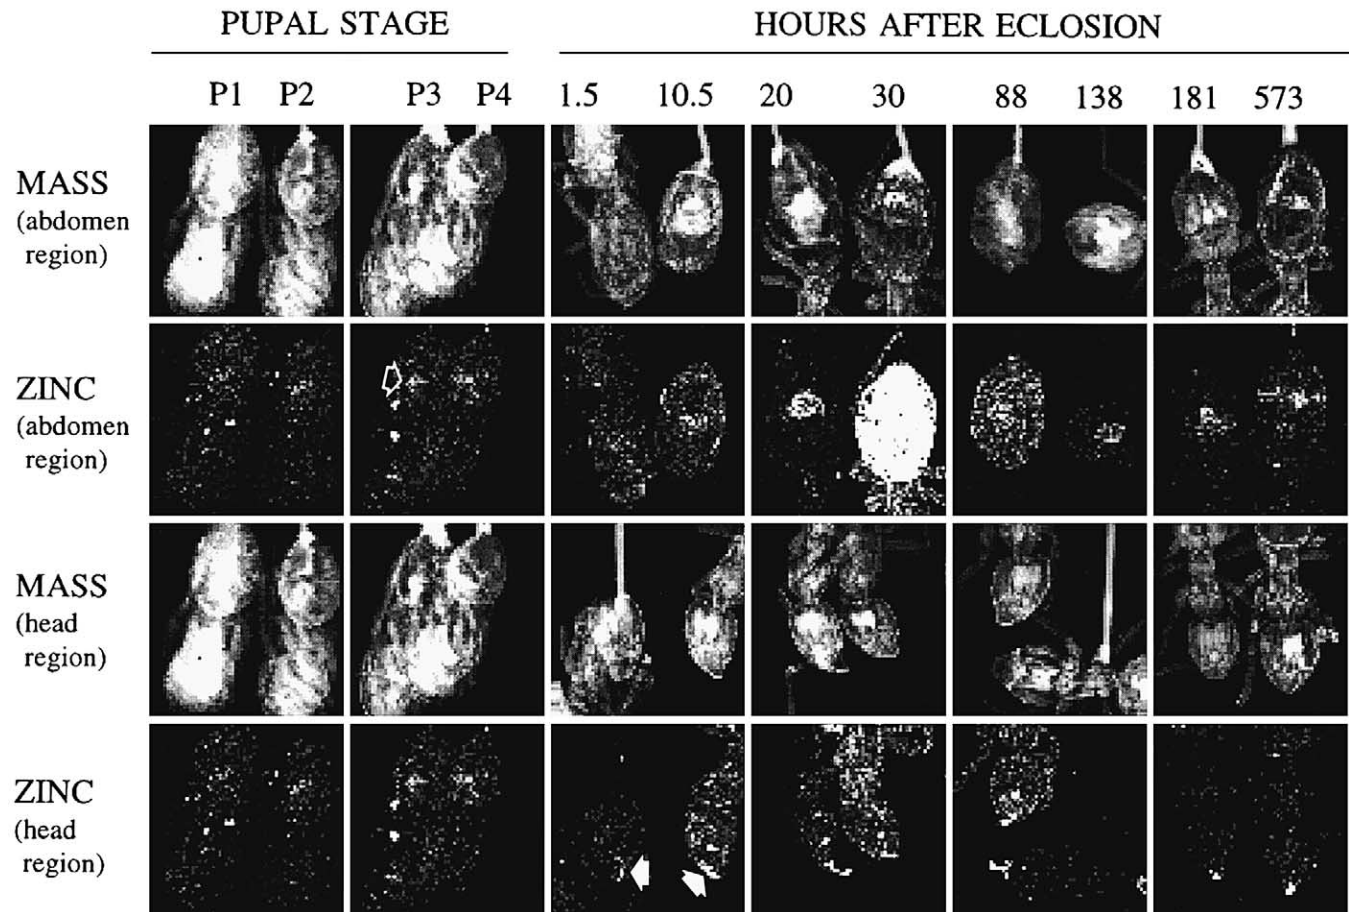 PUPAL STAGE HOURS AFTER ECLOSION
P1 P2 P3 P4 1.5 10.5 20 30 88 138 181 573
MASS
(abdomen
region)
ZINC
(abdomen
region)
MASS
(head
region)
ZINC
(head
region)